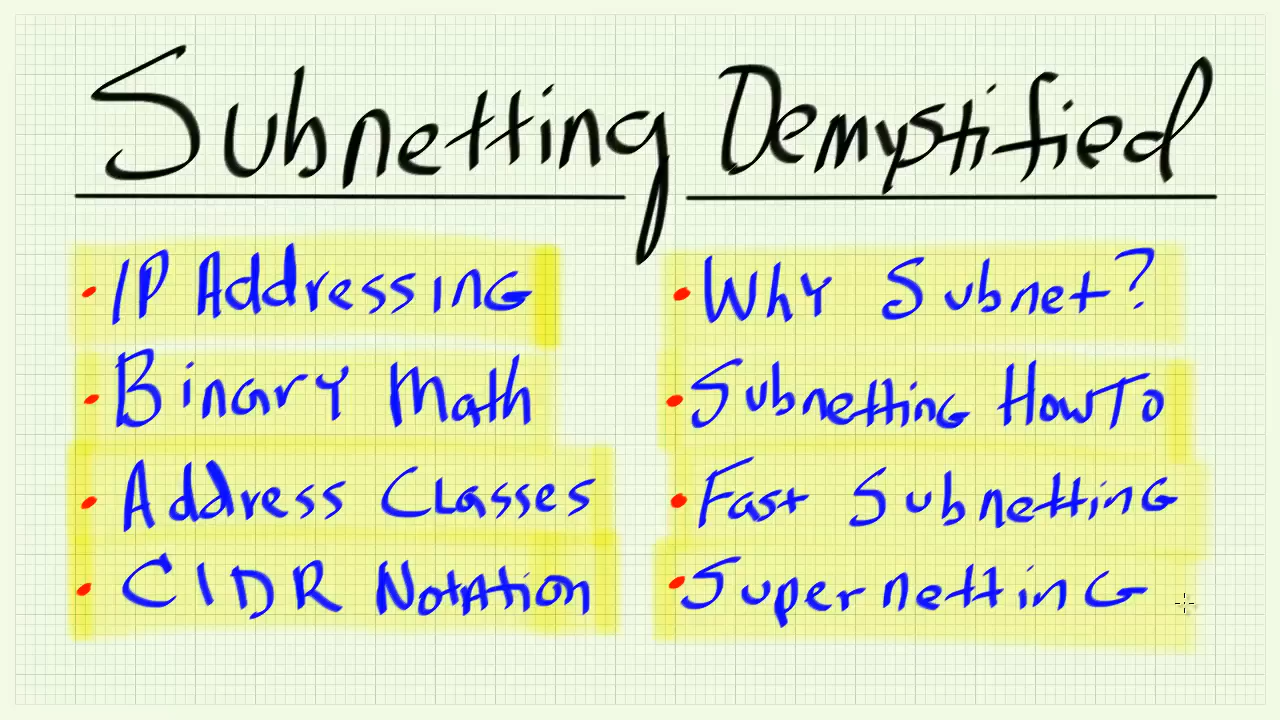 Subnetting Demystified
• IP Addressing
• Binary Math
• Address Classes
• CIDR Notation
• Why Subnet?
• Subnetting HowTo
• Fast Subnetting
• Supernetting